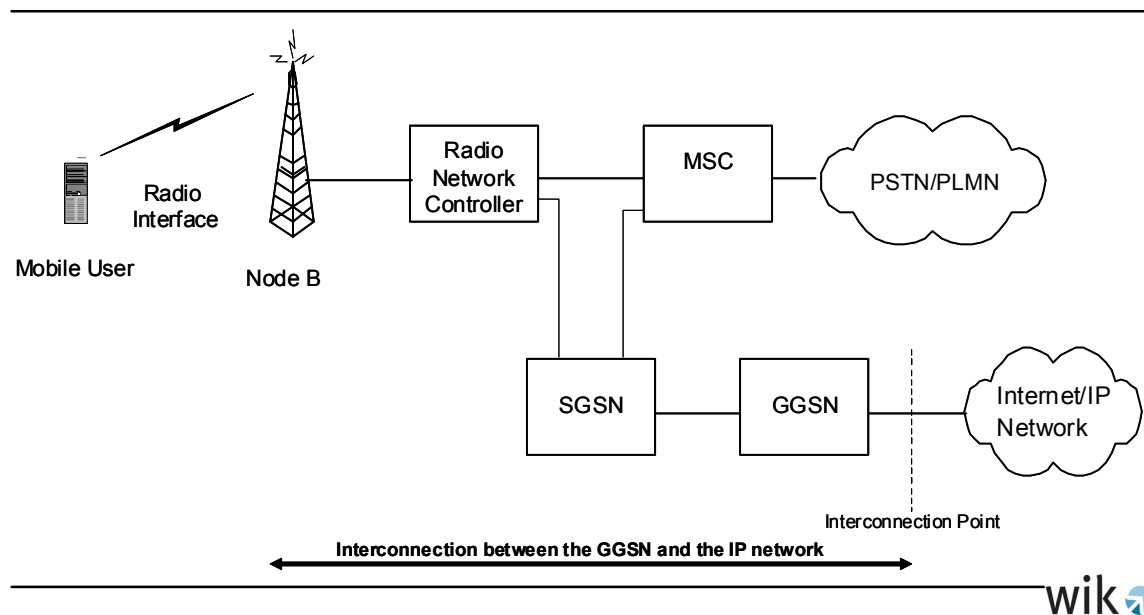 Radio
Network
Controller
MSC
PSTN/PLMN
Radio
Interface
Mobile User
Node B
SGSN
GGSN
Internet/IP
Network
Interconnection Point
Interconnection between the GGSN and the IP network
wik